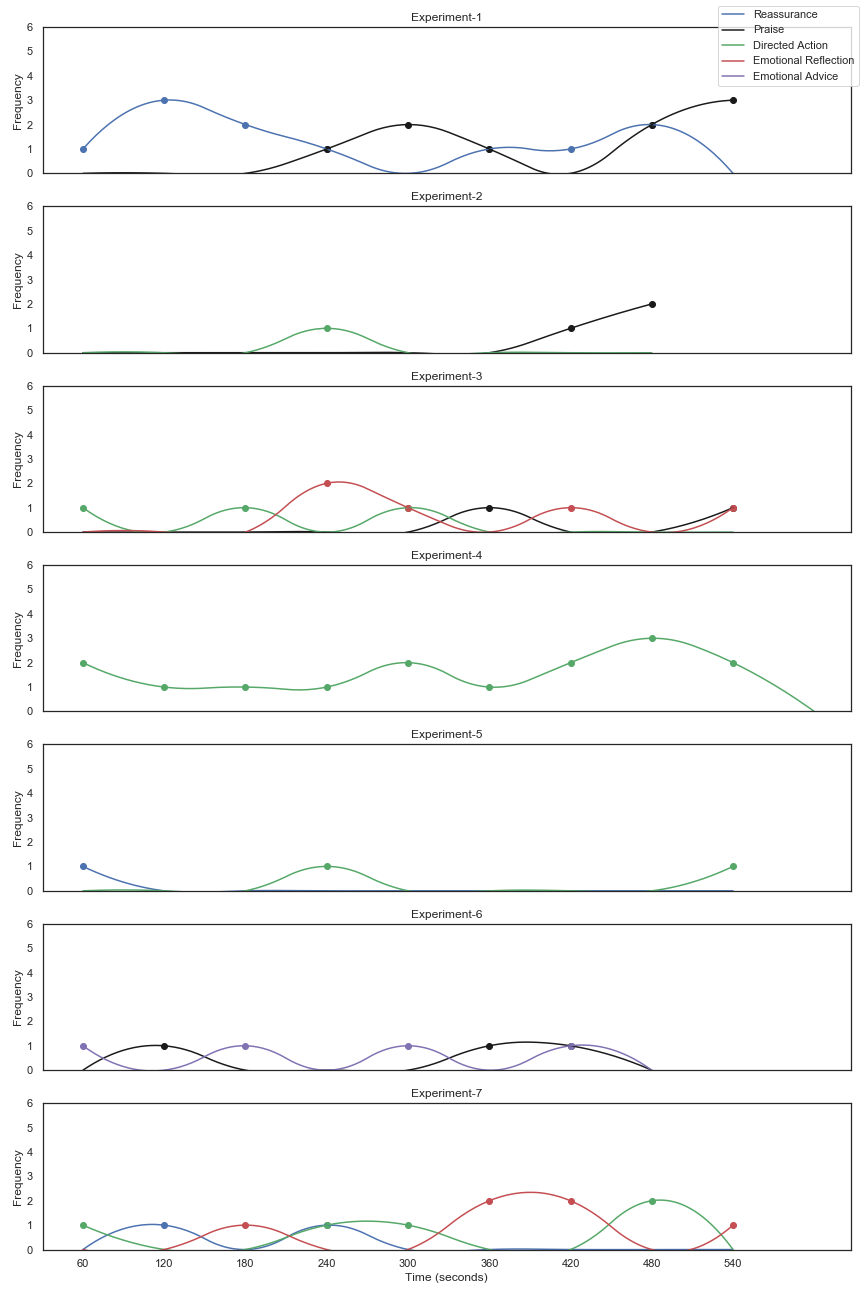 Experiment-1
Reassurance
Praise
Directed Action
Emotional Reflection
Emotional Advice
6
5
4
3
2
1
0
Frequency
Experiment-2
6
5
4
3
2
1
0
Frequency
Experiment-3
6
5
4
3
2
1
0
Frequency
Experiment-4
6
5
4
3
2
1
0
Frequency
Experiment-5
6
5
4
3
2
1
0
Frequency
Experiment-6
6
5
4
3
2
1
0
Frequency
Experiment-7
6
5
4
3
2
1
0
Frequency
60 120 180 240 300 360 420 480 540
Time (seconds)